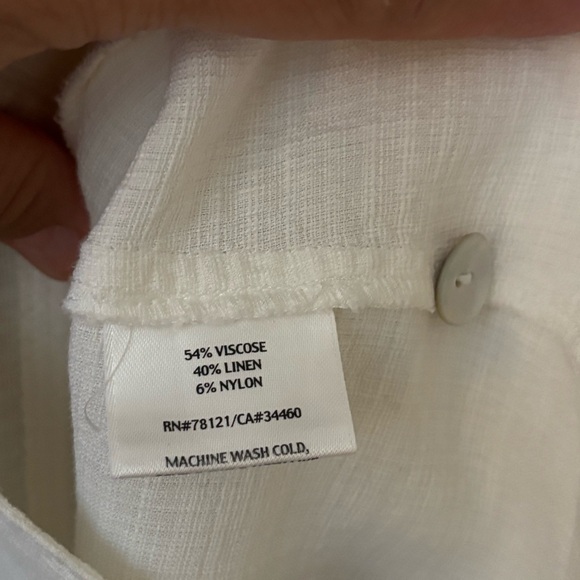 54% VISCOSE
40% LINEN
6% NYLON
RN#78121/CA#34460
MACHINE WASH COLD,